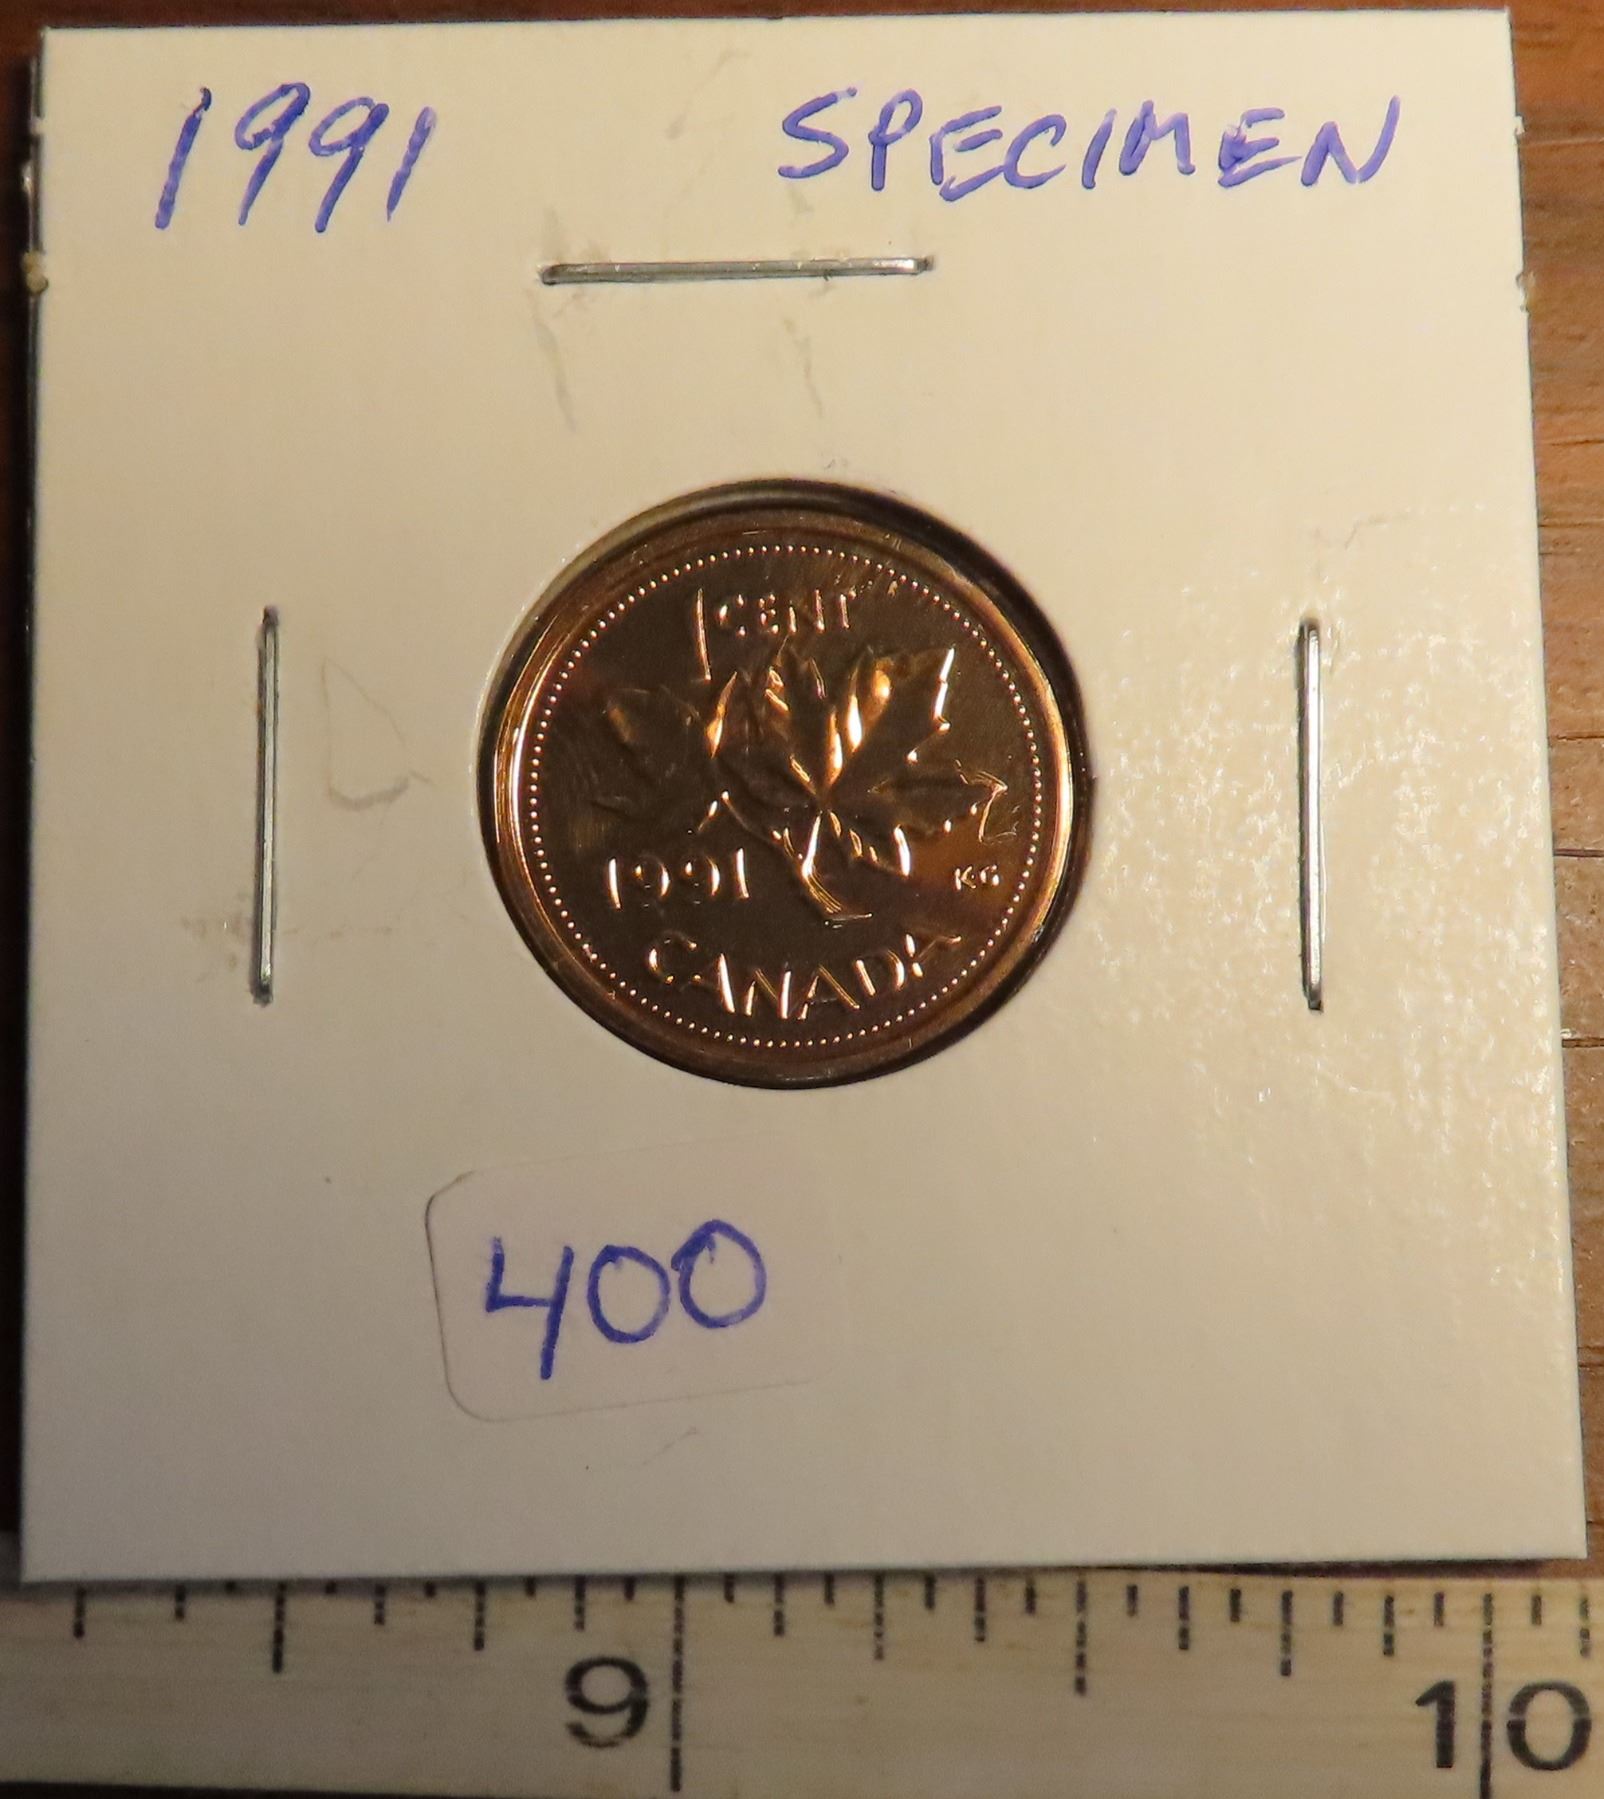 1991 SPECIMEN
1 CENT
1991 KG
CANADA
400
9 10